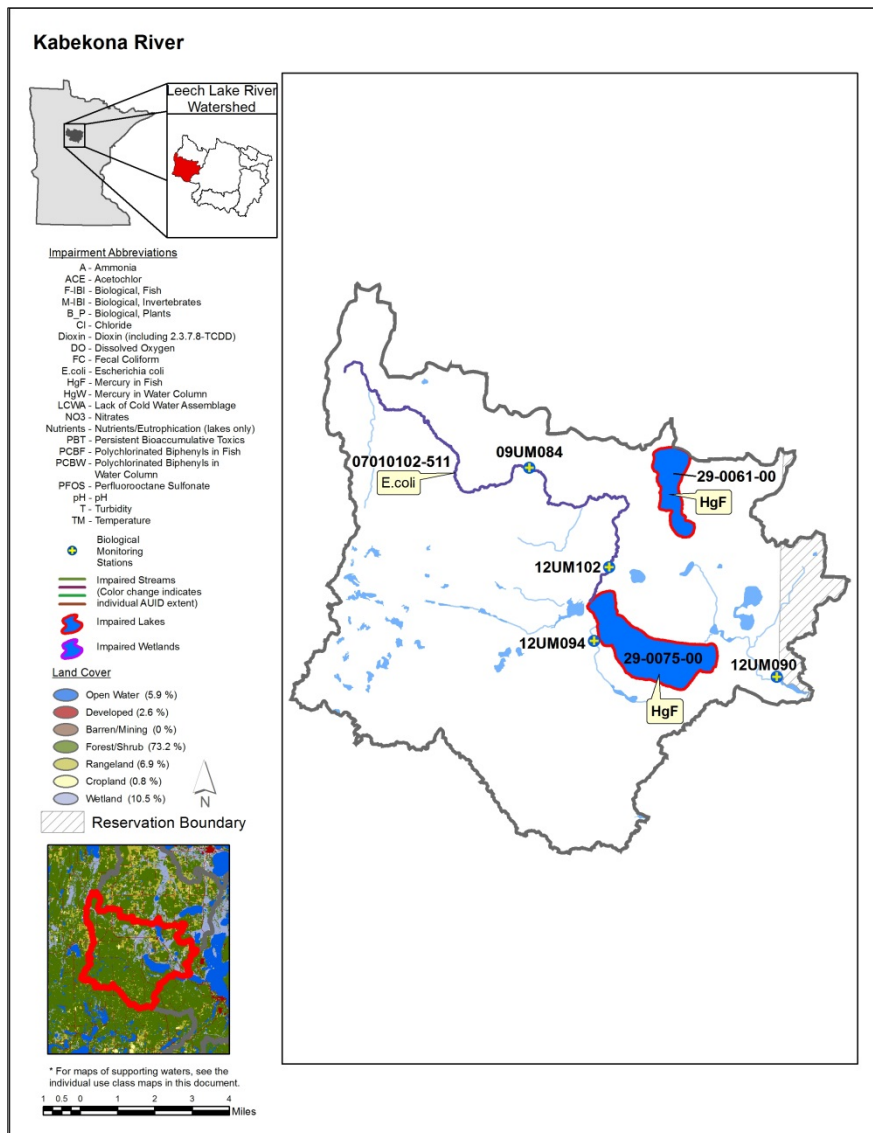 Kabekona River
Leech Lake River
Watershed
Impairment Abbreviations
A - Ammonia
ACE - Acetochlor
F-IBI - Biological, Fish
M-IBI - Biological, Invertebrates
B_P - Biological, Plants
Cl - Chloride
Dioxin - Dioxin (including 2.3.7.8-TCDD)
DO - Dissolved Oxygen
FC - Fecal Coliform
E.coli - Escherichia coli
HgF - Mercury in Fish
HgW - Mercury in Water Column
LCWA - Lack of Cold Water Assemblage
NO3 - Nitrates
Nutrients - Nutrients/Eutrophication (lakes only)
PBT - Persistent Bioaccumulative Toxics
PCBF - Polychlorinated Biphenyls in Fish
PCBW - Polychlorinated Biphenyls in
Water Column
PFOS - Perfluorooctane Sulfonate
pH - pH
T - Turbidity
TM - Temperature
Biological
Monitoring
Stations
Impaired Streams
(Color change indicates
individual AUID extent)
Impaired Lakes
Impaired Wetlands
Land Cover
Open Water (5.9 %)
Developed (2.6 %)
Barren/Mining (0 %)
Forest/Shrub (73.2 %)
Rangeland (6.9 %)
Cropland (0.8 %)
Wetland (10.5 %)
N
Reservation Boundary
* For maps of supporting waters, see the
individual use class maps in this document.
1 0.5 0 1 2 3 4
Miles
07010102-511
E.coli
09UM084
29-0061-00
HgF
12UM102
12UM094
29-0075-00
HgF
12UM090